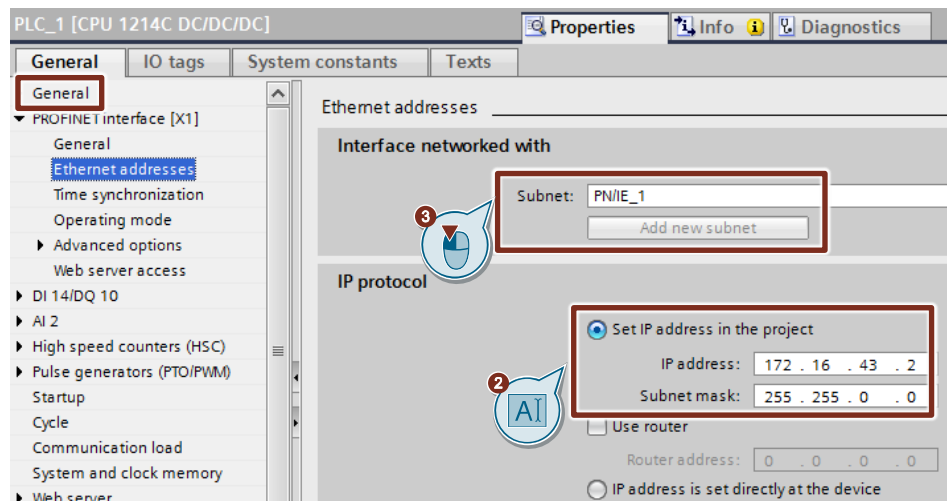 PLC_1 [CPU 1214C DC/DC/DC]
Properties
Info
Diagnostics
General
IO tags
System constants
Texts
General
PROFINET interface [X1]
General
Ethernet addresses
Time synchronization
Operating mode
Advanced options
Web server access
DI 14/DQ 10
AI 2
High speed counters (HSC)
Pulse generators (PTO/PWM)
Startup
Cycle
Communication load
System and clock memory
Web server
Ethernet addresses
Interface networked with
Subnet: PN/IE_1
3
Add new subnet
IP protocol
Set IP address in the project
IP address: 172 . 16 . 43 . 2
2
AI
Subnet mask: 255 . 255 . 0 . 0
Use router
Router address: 0 . 0 . 0 . 0
IP address is set directly at the device